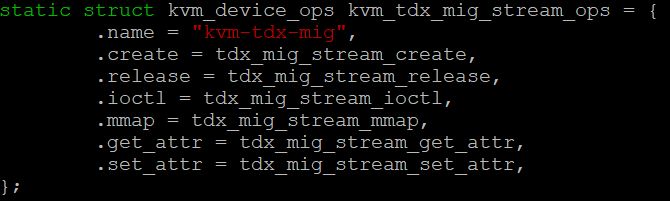 static struct kvm_device_ops kvm_tdx_mig_stream_ops = {
        .name = "kvm-tdx-mig",
        .create = tdx_mig_stream_create,
        .release = tdx_mig_stream_release,
        .ioctl = tdx_mig_stream_ioctl,
        .mmap = tdx_mig_stream_mmap,
        .get_attr = tdx_mig_stream_get_attr,
        .set_attr = tdx_mig_stream_set_attr,
};